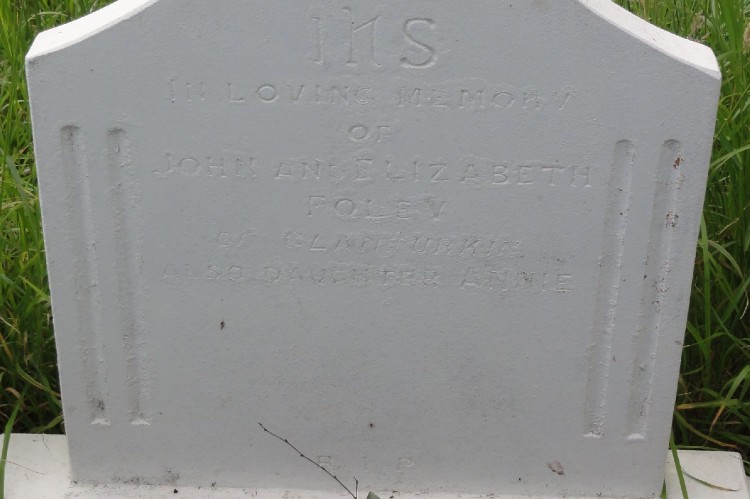 IHS
IN LOVING MEMORY
OF
JOHN AND ELIZABETH
FOLEY
OF
ALSO DAUGHTER ANNIE
R.I.P